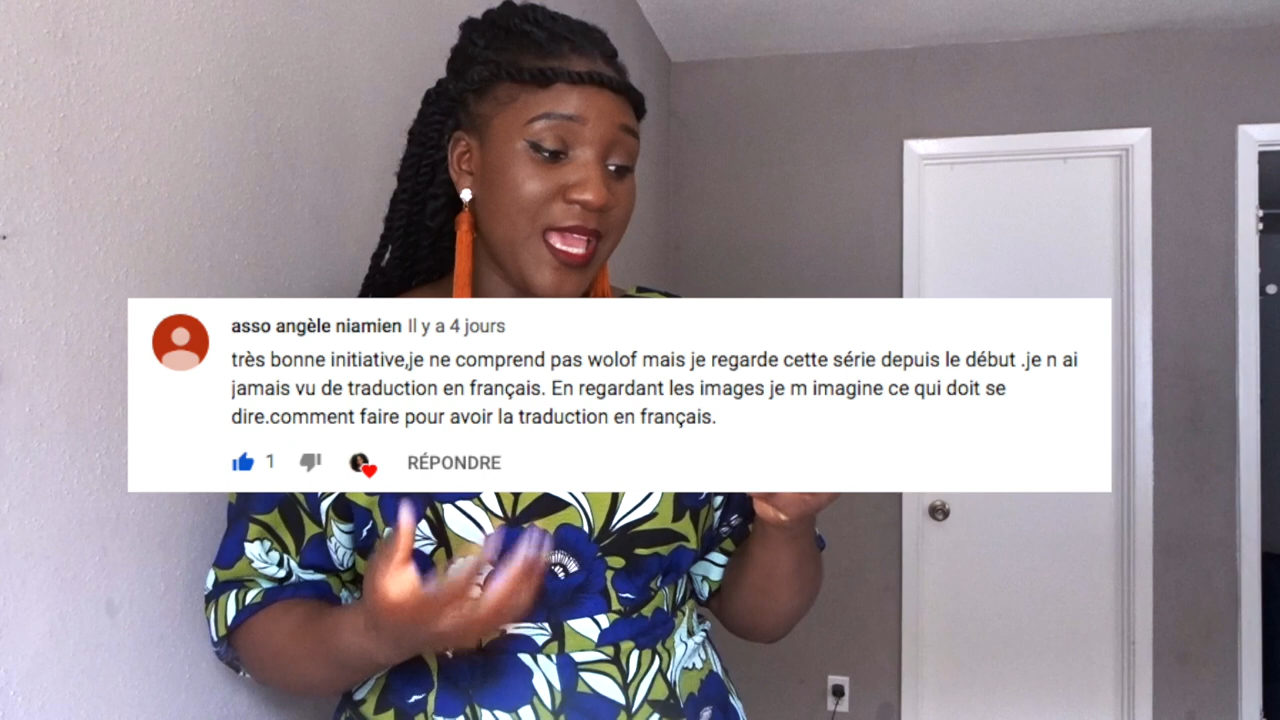 asso angèle niamien Il y a 4 jours
très bonne initiative,je ne comprend pas wolof mais je regarde cette série depuis le début .je n ai
jamais vu de traduction en français. En regardant les images je m imagine ce qui doit se
dire.comment faire pour avoir la traduction en français.
1 RÉPONDRE